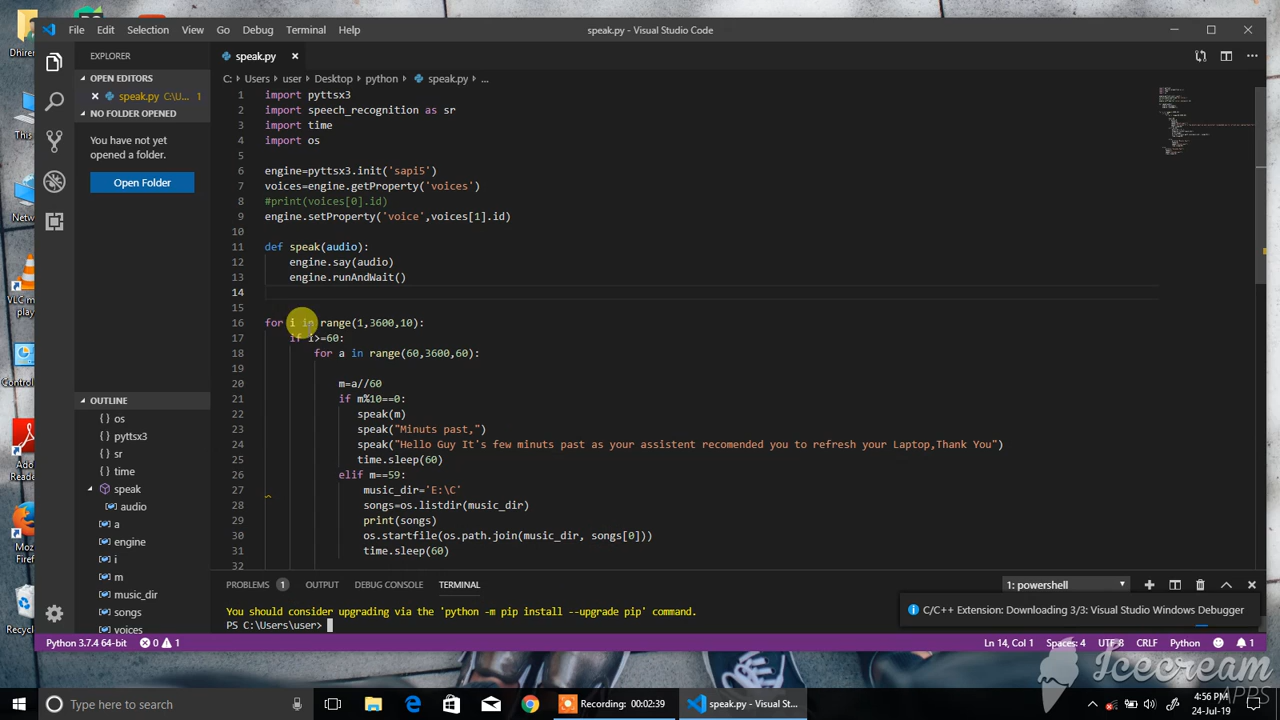 Dhire
This
Netw
VLC m
play
Control
Ado
Reade
Moz
Firef
Recyc
File Edit Selection View Go Debug Terminal Help
speak.py - Visual Studio Code
EXPLORER
OPEN EDITORS
speak.py C:\U... 1
NO FOLDER OPENED
You have not yet
opened a folder.
Open Folder
OUTLINE
os
pyttsx3
sr
time
speak
audio
a
engine
i
m
music_dir
songs
voices
speak.py
C: > Users > user > Desktop > python > speak.py > ...
1 import pyttsx3
2 import speech_recognition as sr
3 import time
4 import os
5
6 engine=pyttsx3.init('sapi5')
7 voices=engine.getProperty('voices')
8 #print(voices[0].id)
9 engine.setProperty('voice',voices[1].id)
10
11 def speak(audio):
12 engine.say(audio)
13 engine.runAndWait()
14
15
16 for i in range(1,3600,10):
17 if i>=60:
18 for a in range(60,3600,60):
19
20 m=a//60
21 if m%10==0:
22 speak(m)
23 speak("Minuts past,")
24 speak("Hello Guy It's few minuts past as your assistent recomended you to refresh your Laptop,Thank You")
25 time.sleep(60)
26 elif m==59:
27 music_dir='E:\C'
28 songs=os.listdir(music_dir)
29 print(songs)
30 os.startfile(os.path.join(music_dir, songs[0]))
31 time.sleep(60)
32
PROBLEMS 1 OUTPUT DEBUG CONSOLE TERMINAL
1: powershell
You should consider upgrading via the 'python -m pip install --upgrade pip' command.
PS C:\Users\user>
C/C++ Extension: Downloading 3/3: Visual Studio Windows Debugger
Python 3.7.4 64-bit 0 1
Ln 14, Col 1 Spaces: 4 UTF-8 CRLF Python 1
Icecream
APPS
Type here to search
Recording: 00:02:39
speak.py - Visual St...
4:56 PM
24-Jul-19